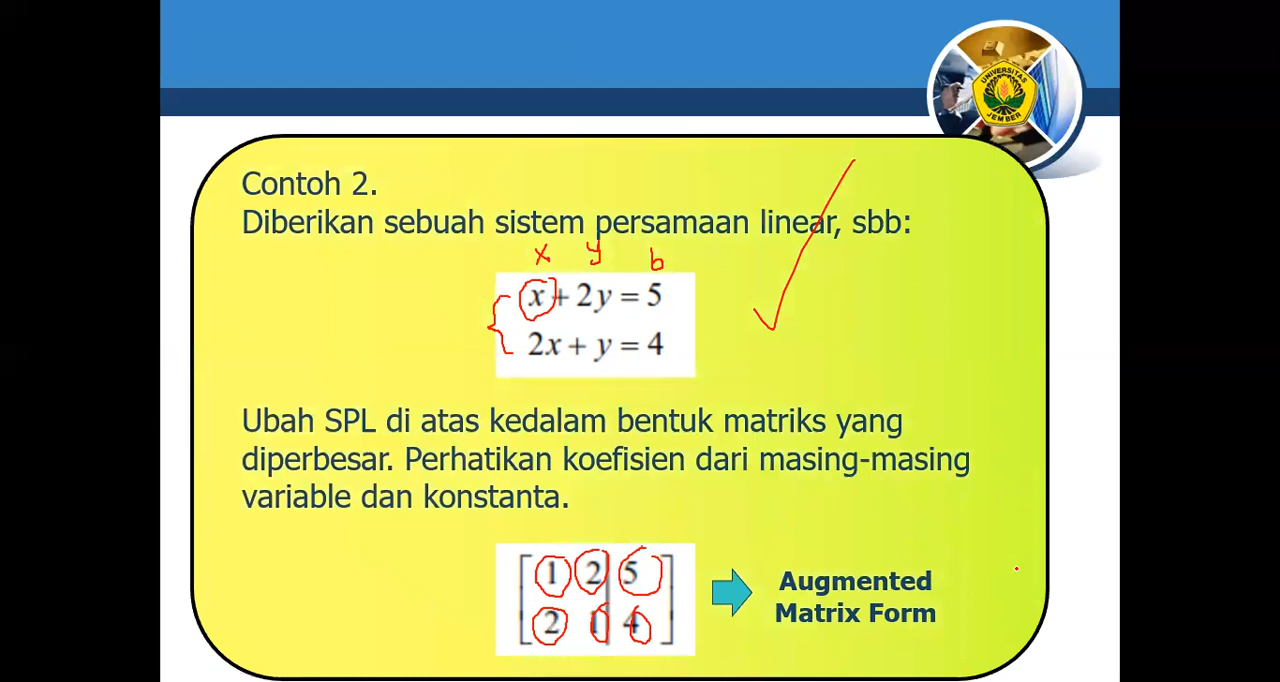 UNIVERSITAS
JEMBER
Contoh 2.
Diberikan sebuah sistem persamaan linear, sbb:
x y b
x + 2y = 5
2x + y = 4
Ubah SPL di atas kedalam bentuk matriks yang
diperbesar. Perhatikan koefisien dari masing-masing
variable dan konstanta.
1 2 | 5
2 1 | 4
Augmented
Matrix Form